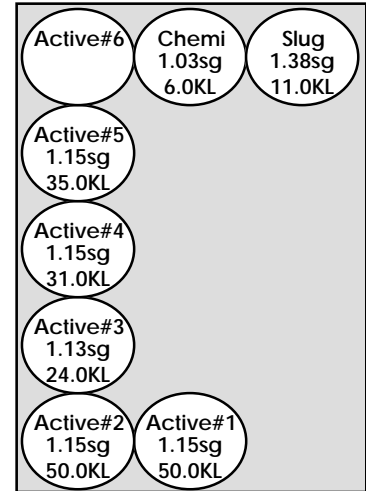 Active#6
Chemi
1.03sg
6.0KL
Slug
1.38sg
11.0KL
Active#5
1.15sg
35.0KL
Active#4
1.15sg
31.0KL
Active#3
1.13sg
24.0KL
Active#2
1.15sg
50.0KL
Active#1
1.15sg
50.0KL